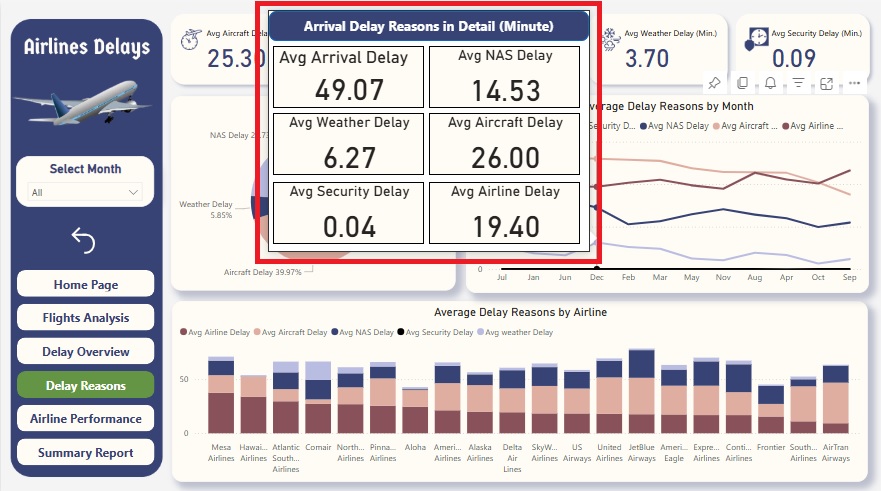 Airlines Delays
Select Month
All
Home Page
Flights Analysis
Delay Overview
Delay Reasons
Airline Performance
Summary Report
Avg Aircraft Dela
25.30
Avg Weather Delay (Min.)
3.70
Avg Security Delay (Min.)
0.09
Arrival Delay Reasons in Detail (Minute)
Avg Arrival Delay
49.07
Avg NAS Delay
14.53
Avg Weather Delay
6.27
Avg Aircraft Delay
26.00
Avg Security Delay
0.04
Avg Airline Delay
19.40
NAS Delay
Weather Delay
5.85%
Aircraft Delay 39.97%
verage Delay Reasons by Month
Security D... Avg NAS Delay Avg Aircraft ... Avg Airline ...
0
Jul Jan Jun Dec Feb Mar May Nov Aug Apr Oct Sep
Average Delay Reasons by Airline
Avg Airline Delay Avg Aircraft Delay Avg NAS Delay Avg Security Delay Avg weather Delay
50
0
Mesa Airlines
Hawai... Airlines
Atlantic South... Airlines
Comair
North... Airlines
Pinna... Airlines
Aloha
Ameri... Airlines
Alaska Airlines
Delta Air Lines
SkyW... Airlines
US Airways
United Airlines
JetBlue Airways
Ameri... Eagle
Expre... Airlines
Conti... Airlines
Frontier
South... Airlines
AirTran Airways